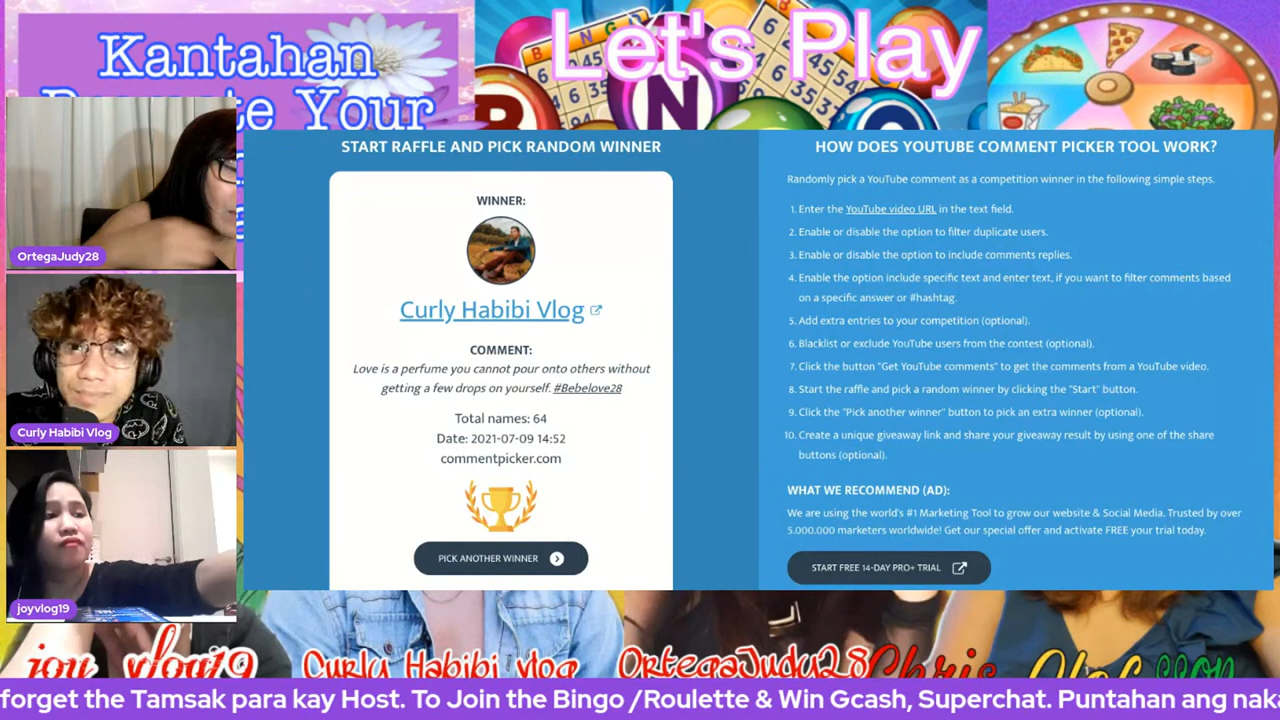 Kantahan
Let's Play
te Your
START RAFFLE AND PICK RANDOM WINNER
WINNER:
Curly Habibi Vlog
COMMENT:
Love is a perfume you cannot pour onto others without
getting a few drops on yourself. #Bebelove28
Total names: 64
Date: 2021-07-09 14:52
commentpicker.com
PICK ANOTHER WINNER
HOW DOES YOUTUBE COMMENT PICKER TOOL WORK?
Randomly pick a YouTube comment as a competition winner in the following simple steps.
1. Enter the YouTube video URL in the text field.
2. Enable or disable the option to filter duplicate users.
3. Enable or disable the option to include comments replies.
4. Enable the option include specific text and enter text, if you want to filter comments based
on a specific answer or #hashtag.
5. Add extra entries to your competition (optional).
6. Blacklist or exclude YouTube users from the contest (optional).
7. Click the button "Get YouTube comments" to get the comments from a YouTube video.
8. Start the raffle and pick a random winner by clicking the "Start" button.
9. Click the "Pick another winner" button to pick an extra winner (optional).
10. Create a unique giveaway link and share your giveaway result by using one of the share
buttons (optional).
WHAT WE RECOMMEND (AD):
We are using the world's #1 Marketing Tool to grow our website & Social Media. Trusted by over
5.000.000 marketers worldwide! Get our special offer and activate FREE your trial today.
START FREE 14-DAY PRO+ TRIAL
OrtegaJudy28
Curly Habibi Vlog
joyvlog19
joy vlog19
Curly Habibi vlog
OrtegaJudy28
Chris
forget the Tamsak para kay Host. To Join the Bingo /Roulette & Win Gcash, Superchat. Puntahan ang nak